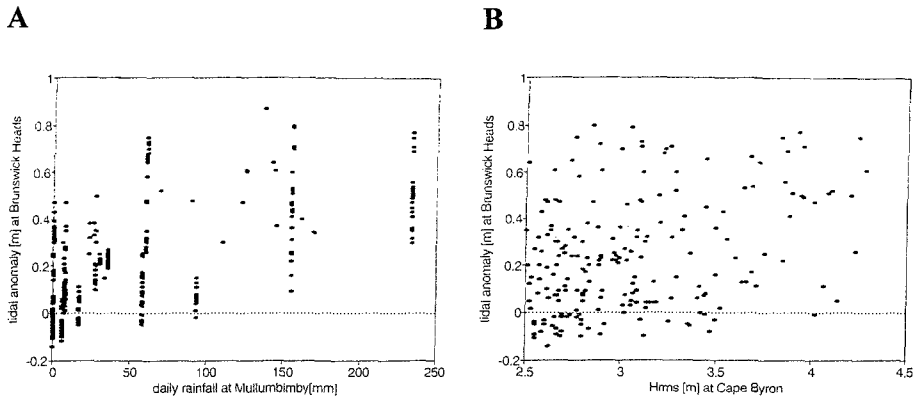 A
B
1
0.8
0.6
0.4
0.2
0
-0.2
tidal anomaly [m] at Brunswick Heads
0 50 100 150 200 250
daily rainfall at Mullumbimby[mm]
1
0.8
0.6
0.4
0.2
0
-0.2
tidal anomaly [m] at Brunswick Heads
2.5 3 3.5 4 4.5
Hrms [m] at Cape Byron